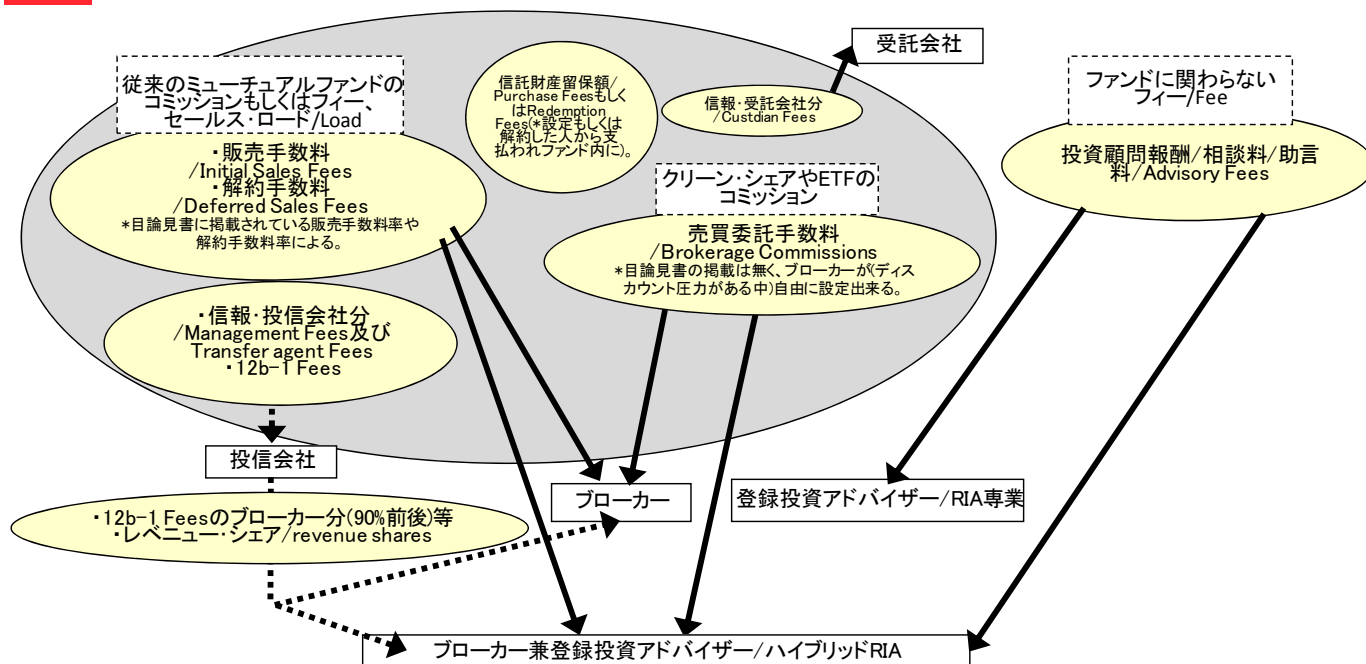 受託会社
従来のミューチュアルファンドの
コミッションもしくはフィー、
セールス・ロード/Load
・販売手数料
/Initial Sales Fees
・解約手数料
/Deferred Sales Fees
*目論見書に掲載されている販売手数料率や
解約手数料率による。
信託財産留保額/
Purchase Feesもしく
はRedemption
Fees(*設定もしくは
解約した人から支
払われファンド内に)。
信報・受託会社分
/Custdian Fees
ファンドに関わらない
フィー/Fee
投資顧問報酬/相談料/助言
料/Advisory Fees
クリーン・シェアやETFの
コミッション
売買委託手数料
/Brokerage Commissions
*目論見書の掲載は無く、ブローカーが(ディス
カウント圧力がある中)自由に設定出来る。
・信報・投信会社分
/Management Fees及び
Transfer agent Fees
・12b-1 Fees
投信会社
・12b-1 Feesのブローカー分(90%前後)等
・レベニュー・シェア/revenue shares
ブローカー
登録投資アドバイザー/RIA専業
ブローカー兼登録投資アドバイザー/ハイブリッドRIA